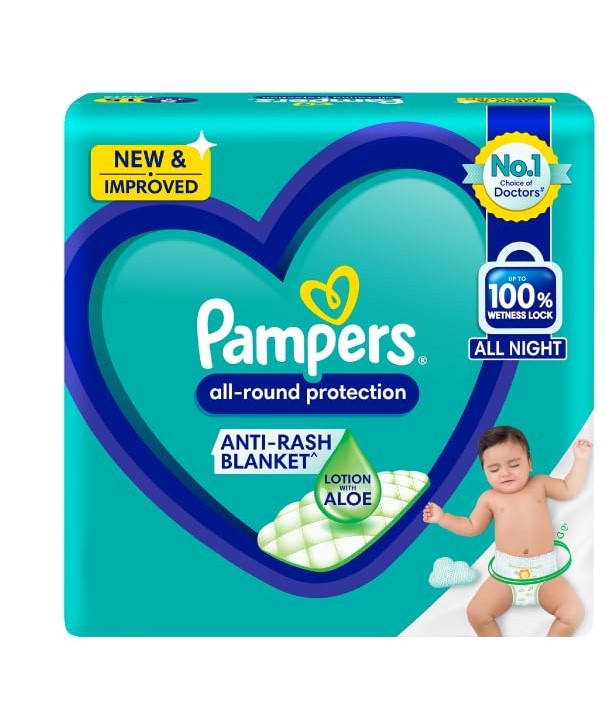 Pampers
NEW &
IMPROVED
No.1
Choice of
Doctors#
UP TO
100%
WETNESS LOCK
ALL NIGHT
Pampers®
all-round protection
ANTI-RASH
BLANKET^
LOTION
WITH
ALOE